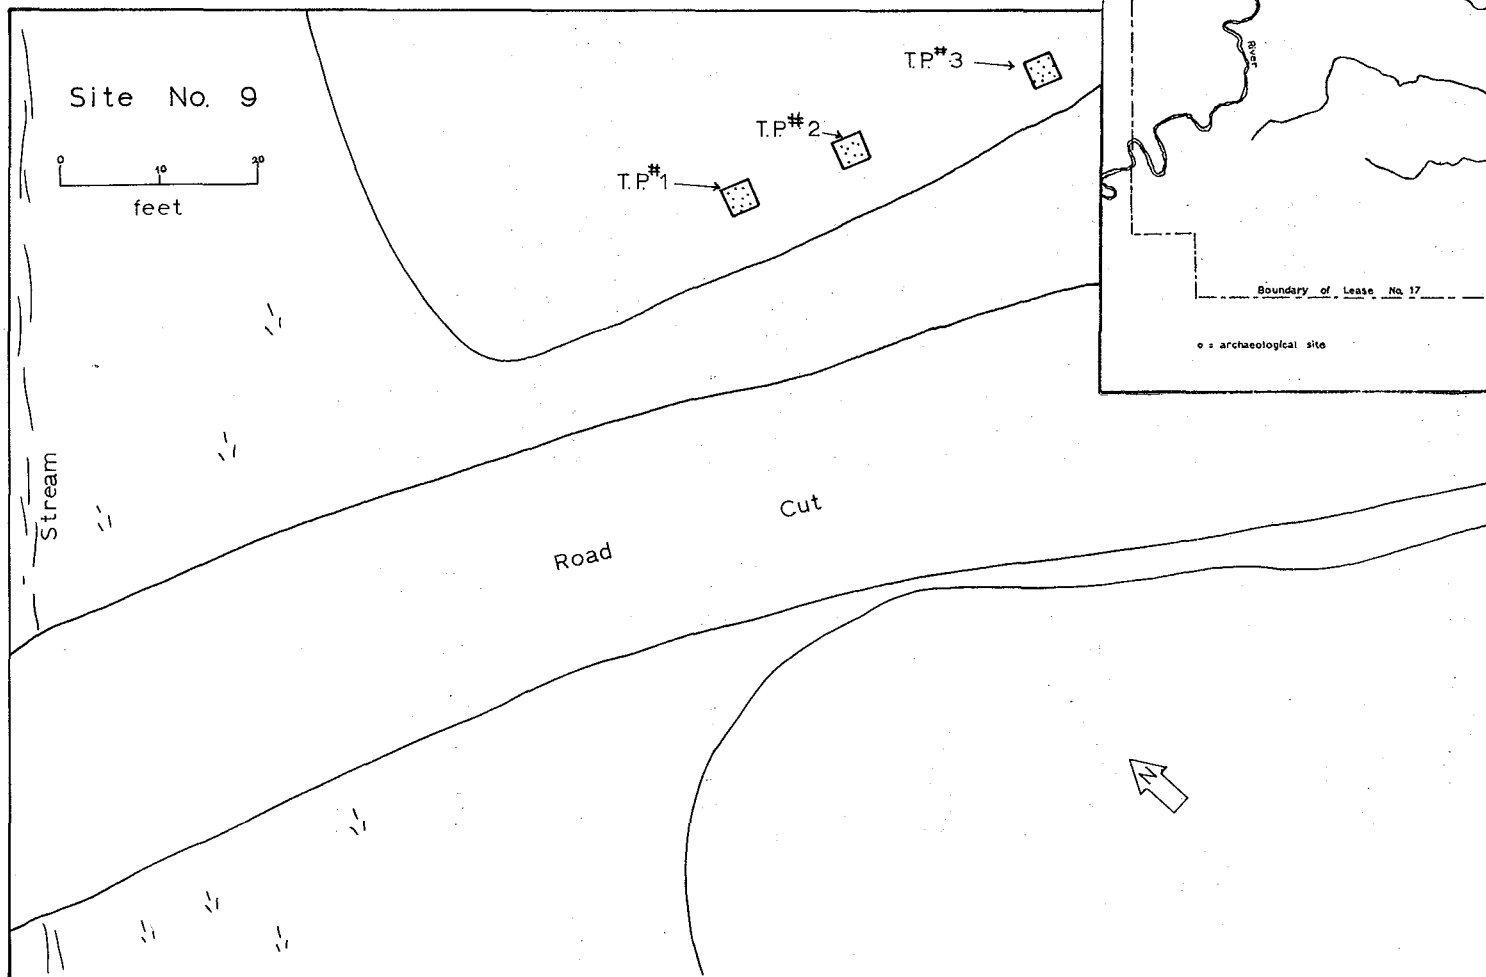 Site No. 9
0 10 20
feet
T.P.#3
T.P.#2
T.P.#1
River
Boundary of Lease No. 17
o = archaeological site
Stream
Road Cut
N